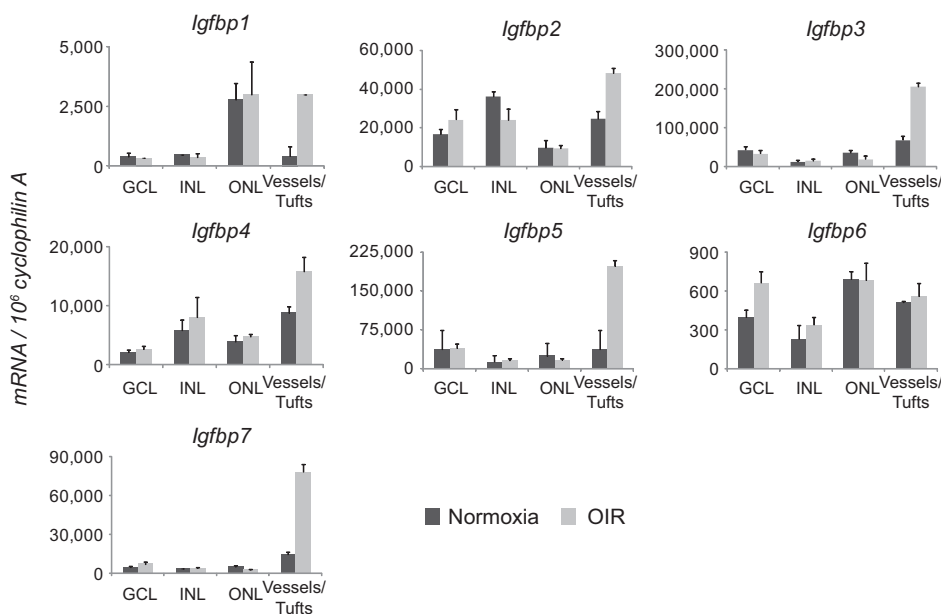 Igfbp1
5,000
2,500
0
GCL INL ONL Vessels/
Tufts
Igfbp2
60,000
40,000
20,000
0
GCL INL ONL Vessels/
Tufts
Igfbp3
200,000
100,000
0
300,000
GCL INL ONL Vessels/
Tufts
mRNA / 10⁶ cyclophilin A
Igfbp4
20,000
10,000
0
GCL INL ONL Vessels/
Tufts
Igfbp5
225,000
150,000
75,000
0
GCL INL ONL Vessels/
Tufts
Igfbp6
900
600
300
0
GCL INL ONL Vessels/
Tufts
Igfbp7
90,000
60,000
30,000
0
GCL INL ONL Vessels/
Tufts
Normoxia OIR